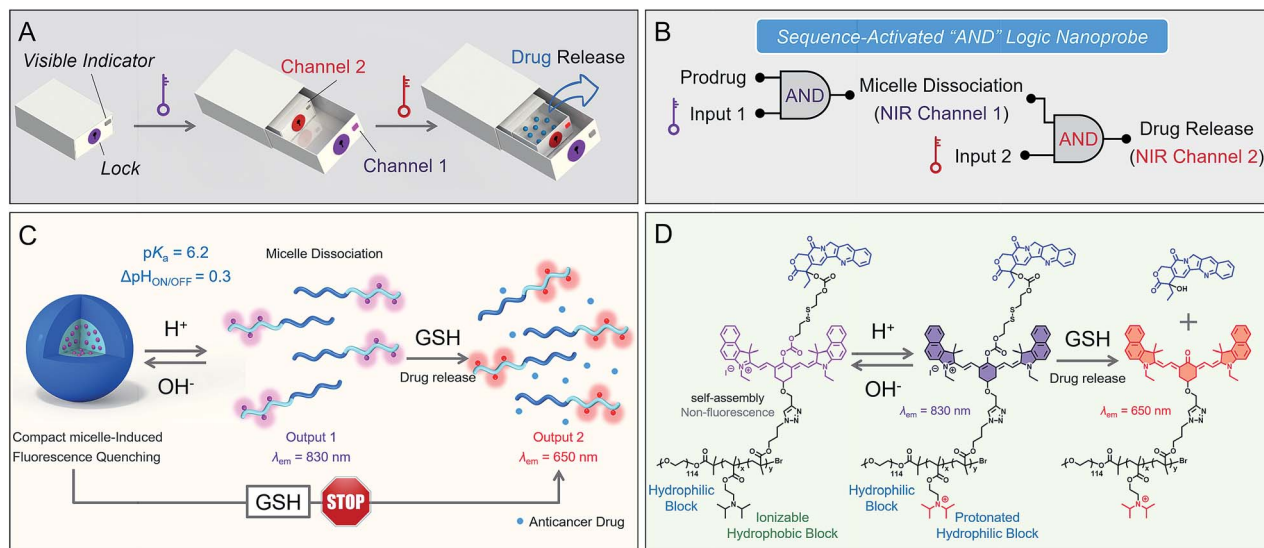 A
Visible Indicator
Lock
Channel 2
Channel 1
Drug Release
B
Sequence-Activated “AND” Logic Nanoprobe
Prodrug
Input 1
AND
Micelle Dissociation
(NIR Channel 1)
Input 2
AND
Drug Release
(NIR Channel 2)
C
pKa = 6.2
ΔpHON/OFF = 0.3
Micelle Dissociation
H+
OH-
GSH
Drug release
Compact micelle-Induced
Fluorescence Quenching
Output 1
λem = 830 nm
Output 2
λem = 650 nm
GSH
STOP
Anticancer Drug
D
H+
OH-
GSH
Drug release
self-assembly
Non-fluorescence
λem = 830 nm
λem = 650 nm
Hydrophilic
Block
Ionizable
Hydrophobic Block
Hydrophilic
Block
Protonated
Hydrophilic Block